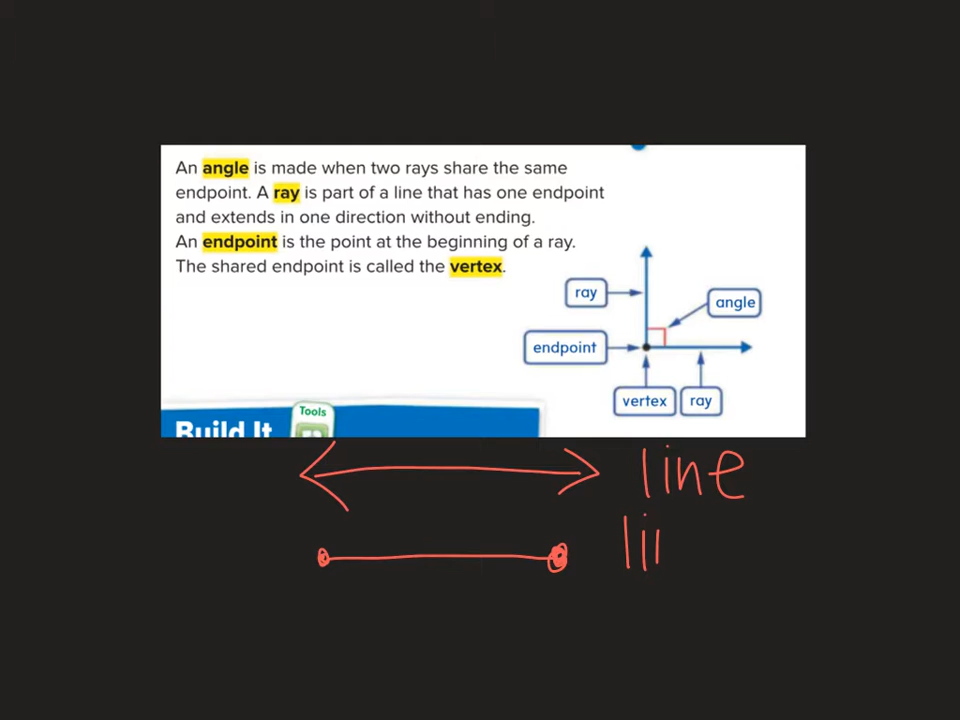 An angle is made when two rays share the same
endpoint. A ray is part of a line that has one endpoint
and extends in one direction without ending.
An endpoint is the point at the beginning of a ray.
The shared endpoint is called the vertex.
ray
angle
endpoint
vertex
ray
Tools
Build It
line
lin